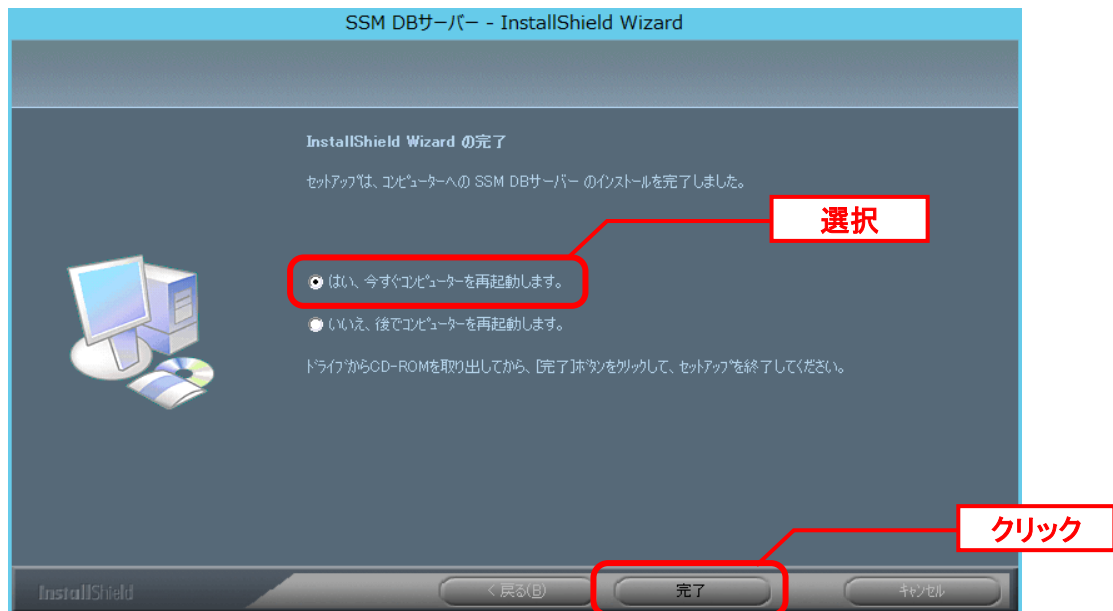 SSM DBサーバー - InstallShield Wizard
InstallShield Wizard の完了
セットアップは、コンピューターへの SSM DBサーバー のインストールを完了しました。
選択
はい、今すぐコンピューターを再起動します。
いいえ、後でコンピューターを再起動します。
ドライブからCD-ROMを取り出してから、[完了]ボタンをクリックして、セットアップを終了してください。
クリック
InstallShield
< 戻る(B)
完了
キャンセル